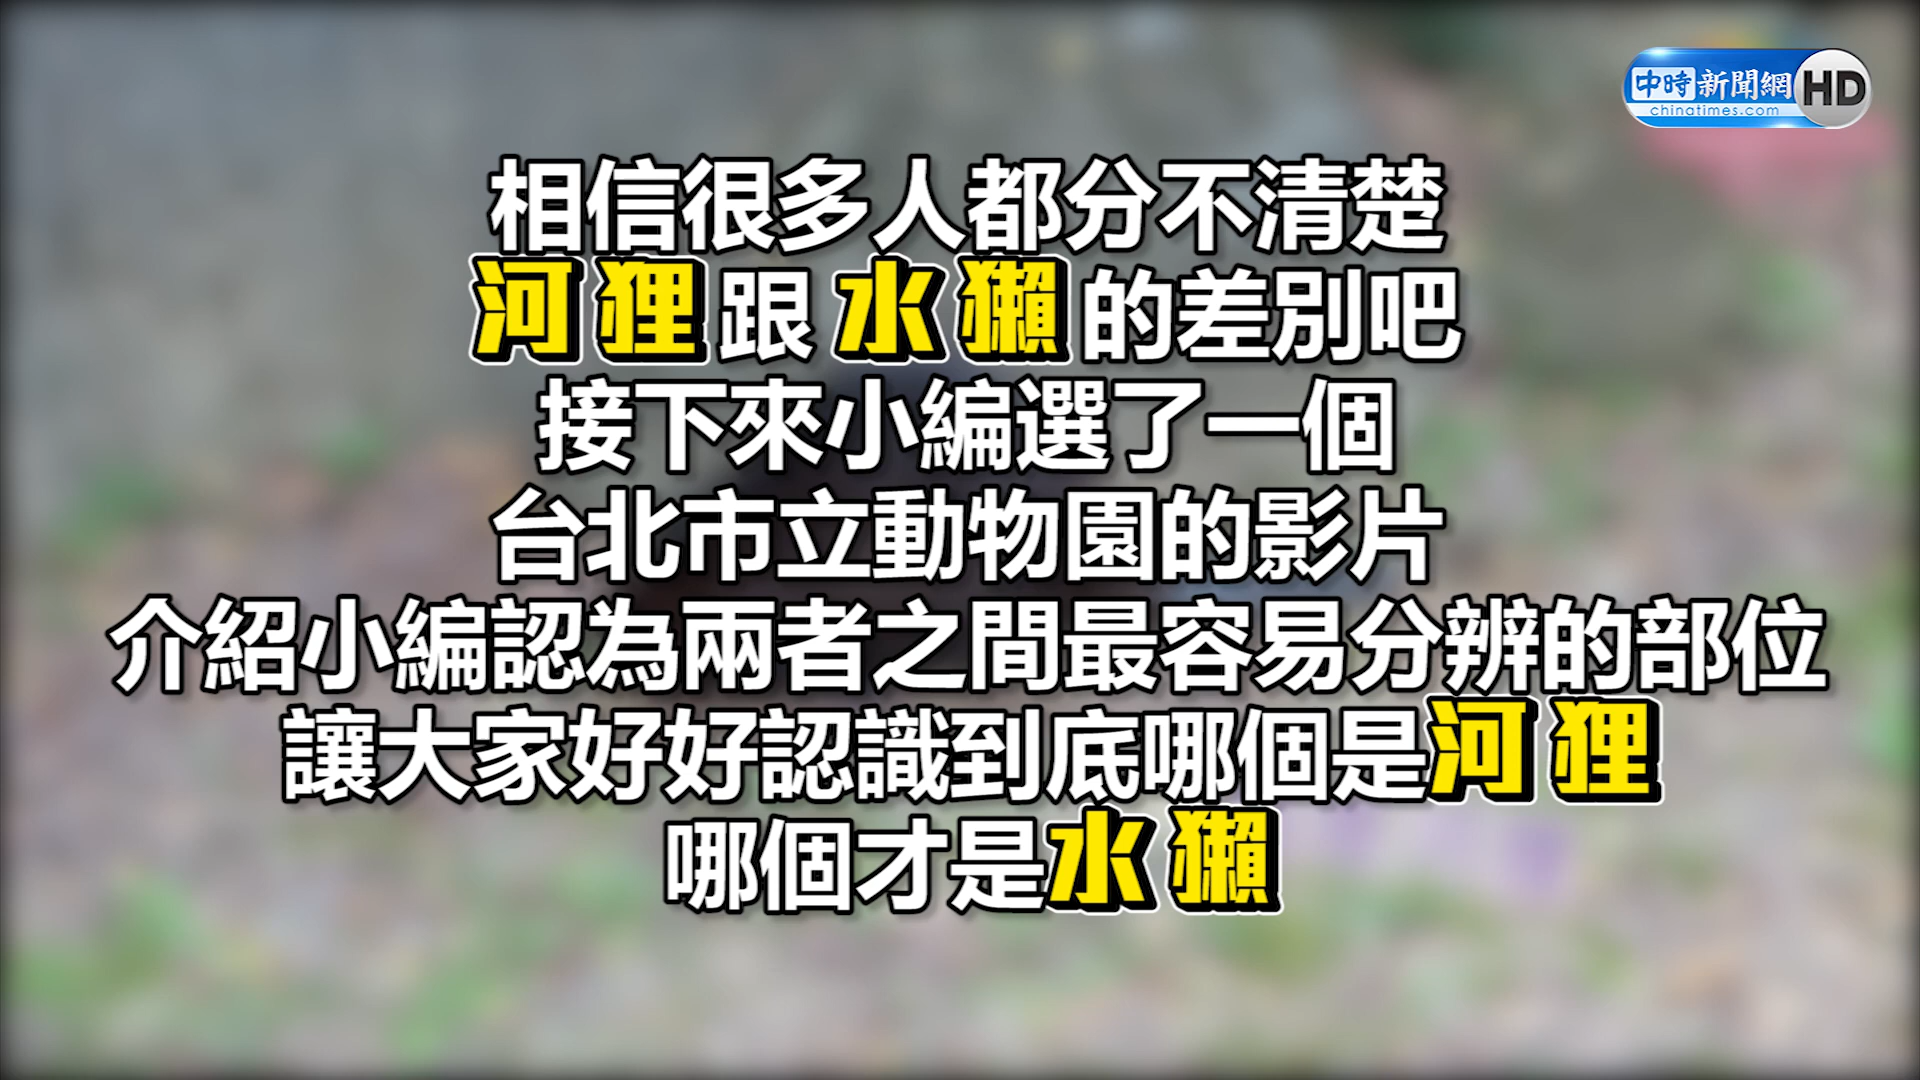 中時新聞網 HD
chinatimes.com
相信很多人都分不清楚
河狸跟水獺的差別吧
接下來小編選了一個
台北市立動物園的影片
介紹小編認為兩者之間最容易分辨的部位
讓大家好好認識到底哪個是河狸
哪個才是水獺